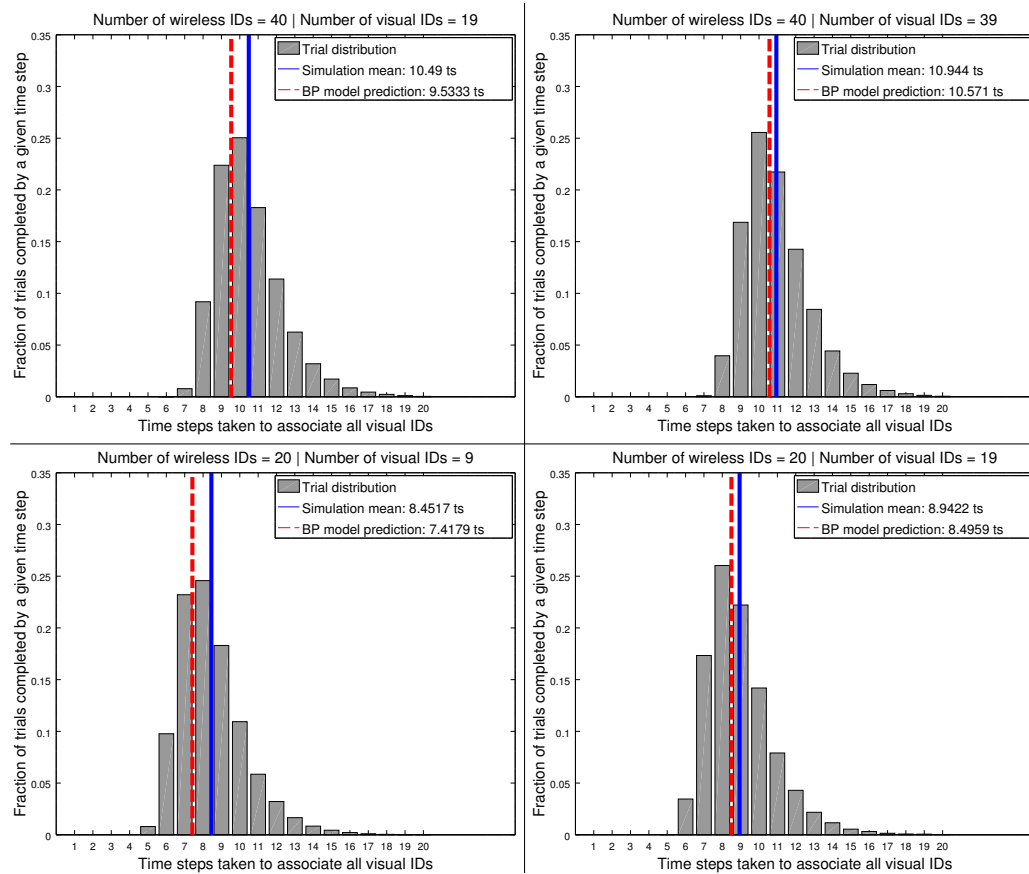 Number of wireless IDs = 40 | Number of visual IDs = 19
Trial distribution
Simulation mean: 10.49 ts
BP model prediction: 9.5333 ts
Fraction of trials completed by a given time step
0.35
0.3
0.25
0.2
0.15
0.1
0.05
0
1 2 3 4 5 6 7 8 9 10 11 12 13 14 15 16 17 18 19 20
Time steps taken to associate all visual IDs
Number of wireless IDs = 40 | Number of visual IDs = 39
Trial distribution
Simulation mean: 10.944 ts
BP model prediction: 10.571 ts
Fraction of trials completed by a given time step
0.35
0.3
0.25
0.2
0.15
0.1
0.05
0
1 2 3 4 5 6 7 8 9 10 11 12 13 14 15 16 17 18 19 20
Time steps taken to associate all visual IDs
Number of wireless IDs = 20 | Number of visual IDs = 9
Trial distribution
Simulation mean: 8.4517 ts
BP model prediction: 7.4179 ts
Fraction of trials completed by a given time step
0.35
0.3
0.25
0.2
0.15
0.1
0.05
0
1 2 3 4 5 6 7 8 9 10 11 12 13 14 15 16 17 18 19 20
Time steps taken to associate all visual IDs
Number of wireless IDs = 20 | Number of visual IDs = 19
Trial distribution
Simulation mean: 8.9422 ts
BP model prediction: 8.4959 ts
Fraction of trials completed by a given time step
0.35
0.3
0.25
0.2
0.15
0.1
0.05
0
1 2 3 4 5 6 7 8 9 10 11 12 13 14 15 16 17 18 19 20
Time steps taken to associate all visual IDs